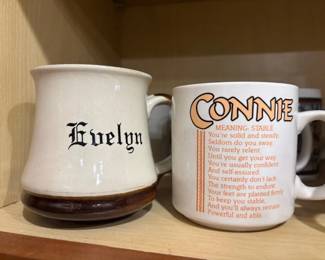 Evelyn
CONNIE
MEANING: STABLE
You're solid and steady,
Seldom do you sway.
You rarely relent
Until you get your way.
You're usually confident
And self-assured.
You certainly don't lack
The strength to endure.
Your feet are planted firmly
To keep you stable,
And you'll always remain
Powerful and able.